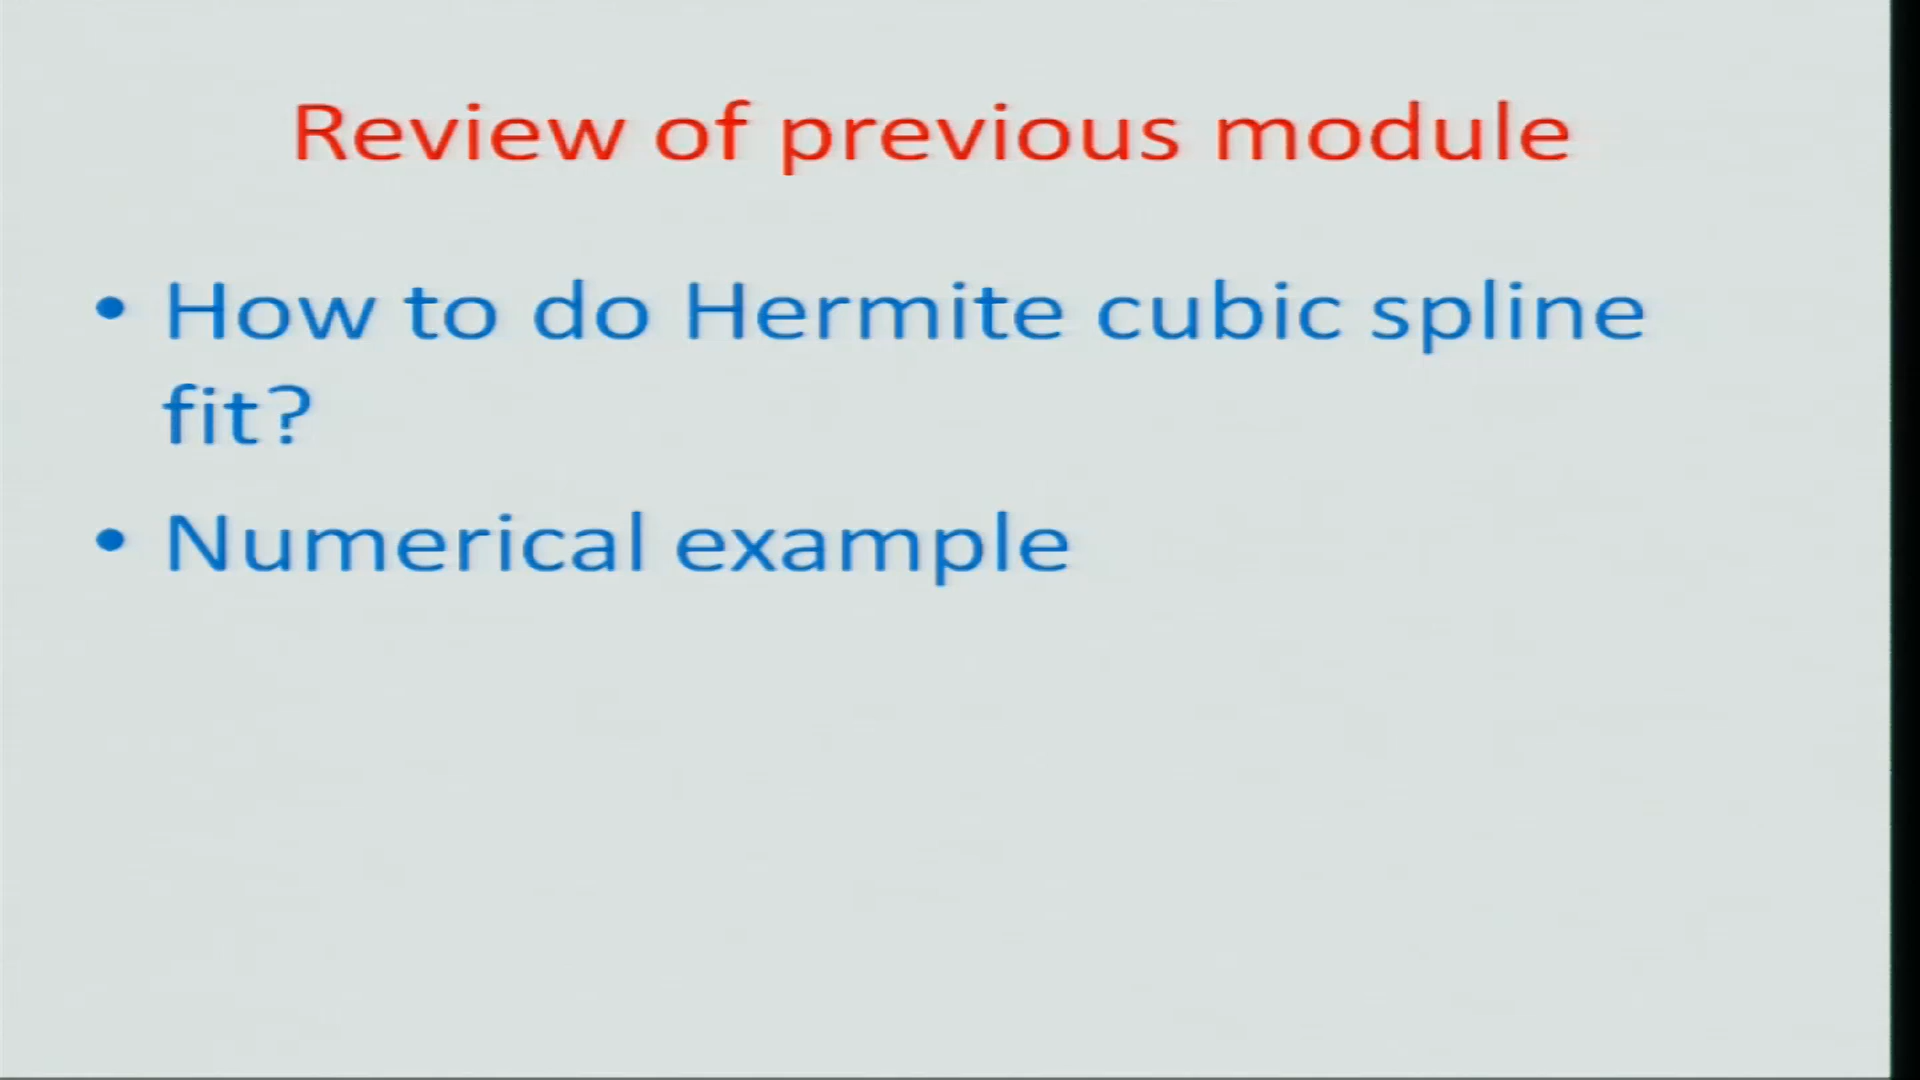 Review of previous module
• How to do Hermite cubic spline
fit?
• Numerical example